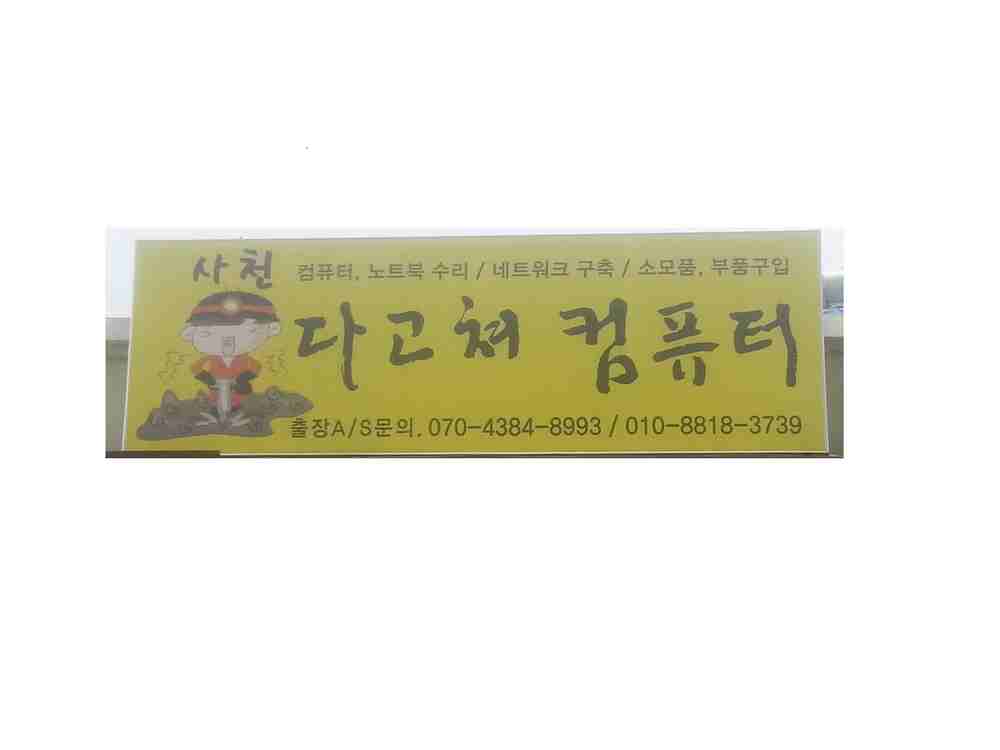 사천
컴퓨터, 노트북 수리 / 네트워크 구축 / 소모품, 부품구입
다고쳐 컴퓨터
출장A/S문의. 070-4384-8993 / 010-8818-3739